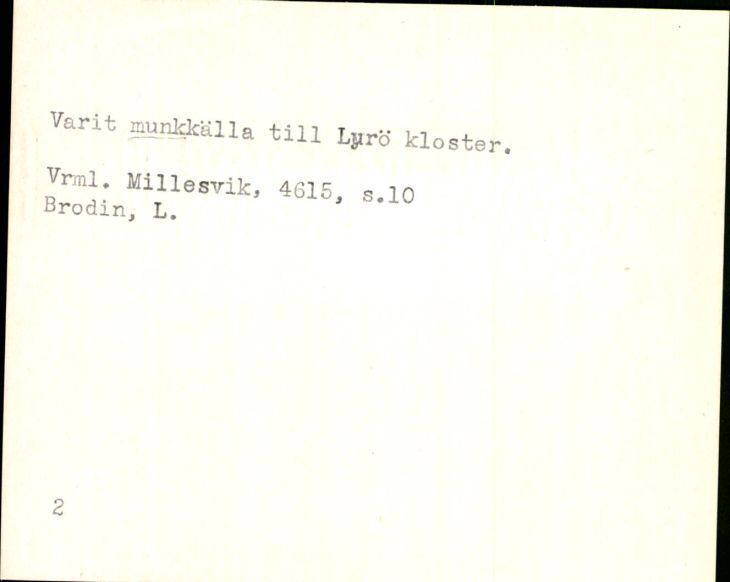 Varit munkkälla till Lyrö kloster.
Vrml. Millesvik, 4615, s.10
Brodin, L.
2